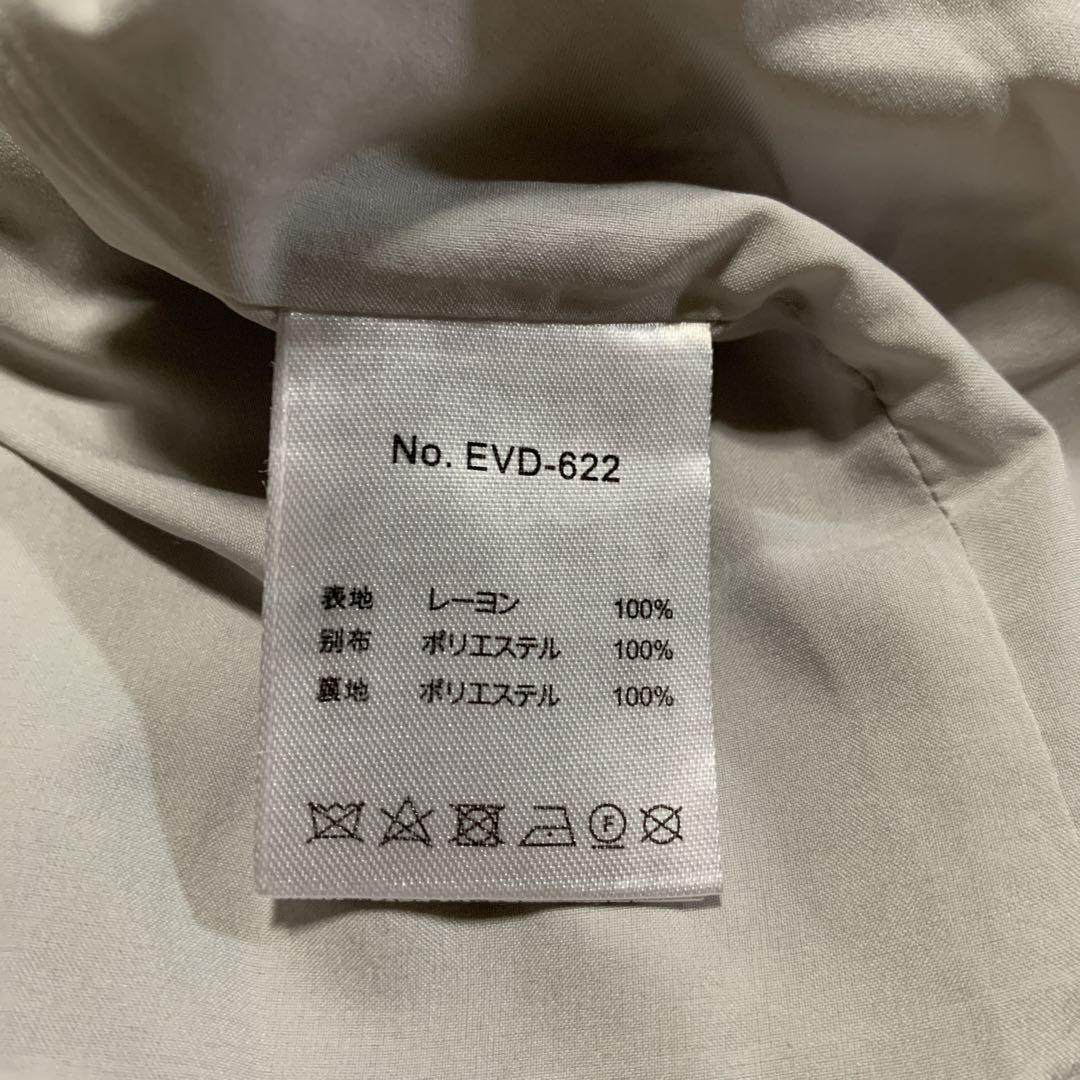 No. EVD-622
表地 レーヨン 100%
別布 ポリエステル 100%
裏地 ポリエステル 100%
F